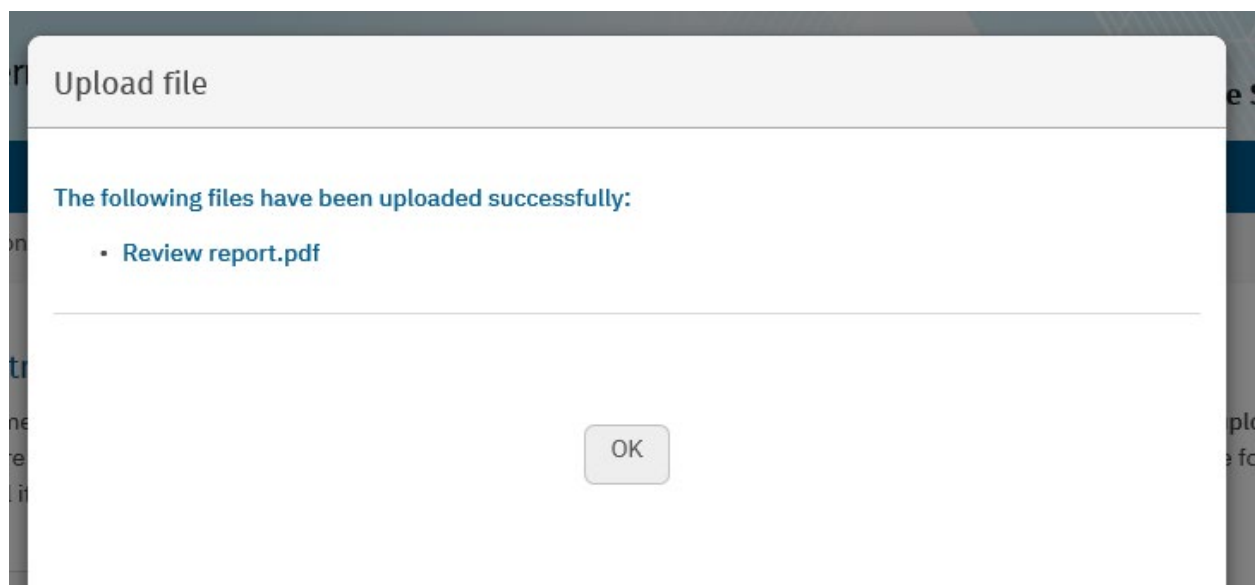 Upload file
The following files have been uploaded successfully:
• Review report.pdf
OK